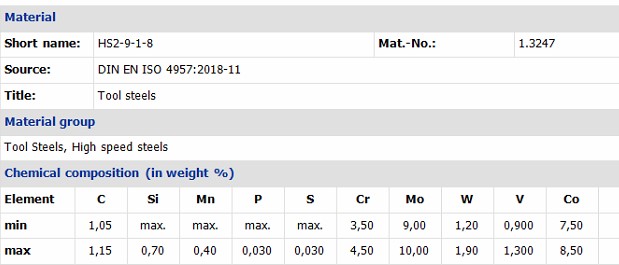 Material
Short name: HS2-9-1-8 Mat.-No.: 1.3247
Source: DIN EN ISO 4957:2018-11
Title: Tool steels
Material group
Tool Steels, High speed steels
Chemical composition (in weight %)
Element C Si Mn P S Cr Mo W V Co
min 1,05 max. max. max. max. 3,50 9,00 1,20 0,900 7,50
max 1,15 0,70 0,40 0,030 0,030 4,50 10,00 1,90 1,300 8,50